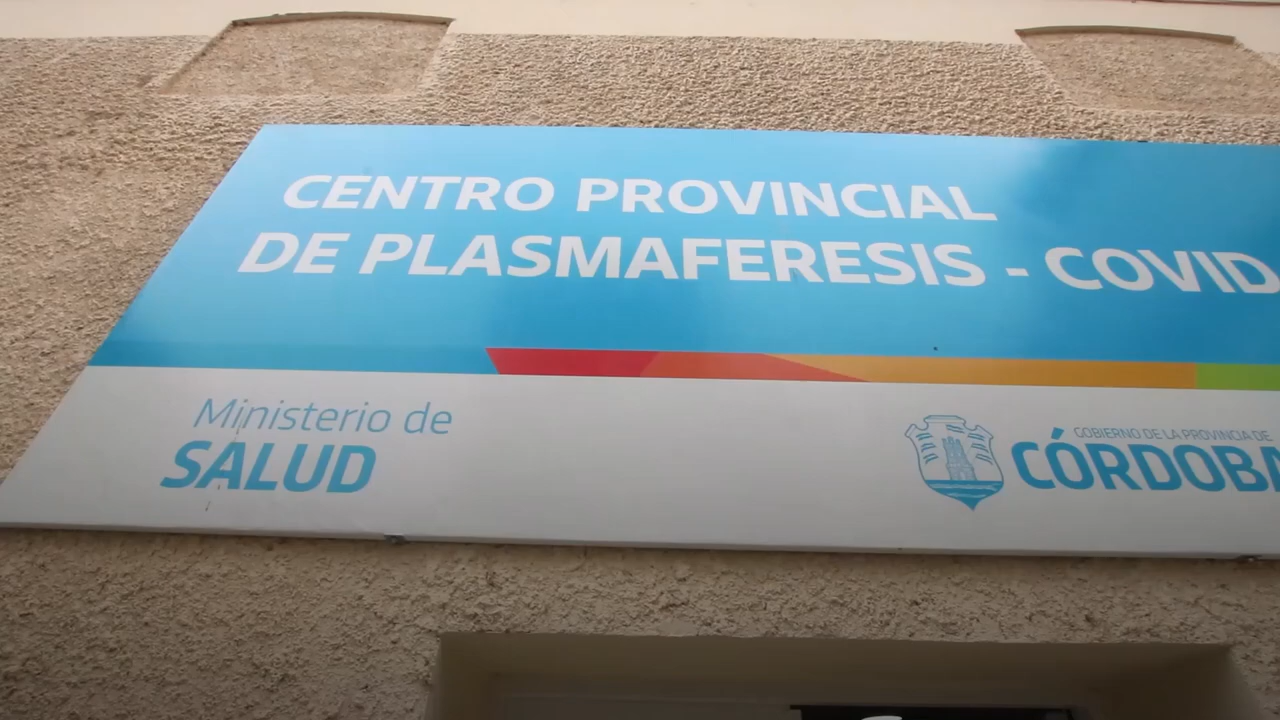 CENTRO PROVINCIAL
DE PLASMAFERESIS - COVID
Ministerio de
SALUD
GOBIERNO DE LA PROVINCIA DE
CÓRDOBA